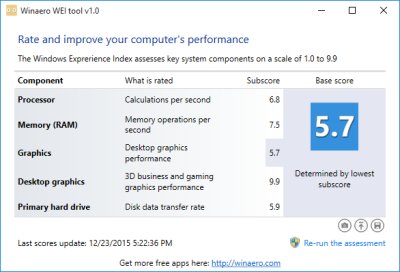 Winaero WEI tool v1.0
Rate and improve your computer's performance
The Windows Exprerience Index assesses key system components on a scale of 1.0 to 9.9
Component What is rated Subscore Base score
Processor Calculations per second 6.8
Memory (RAM) Memory operations per second 7.5
Graphics Desktop graphics performance 5.7
Desktop graphics 3D business and gaming graphics performance 9.9
Primary hard drive Disk data transfer rate 5.9
5.7
Determined by lowest subscore
Last scores update: 12/23/2015 5:22:36 PM
Re-run the assessment
Get more free apps here: http://winaero.com